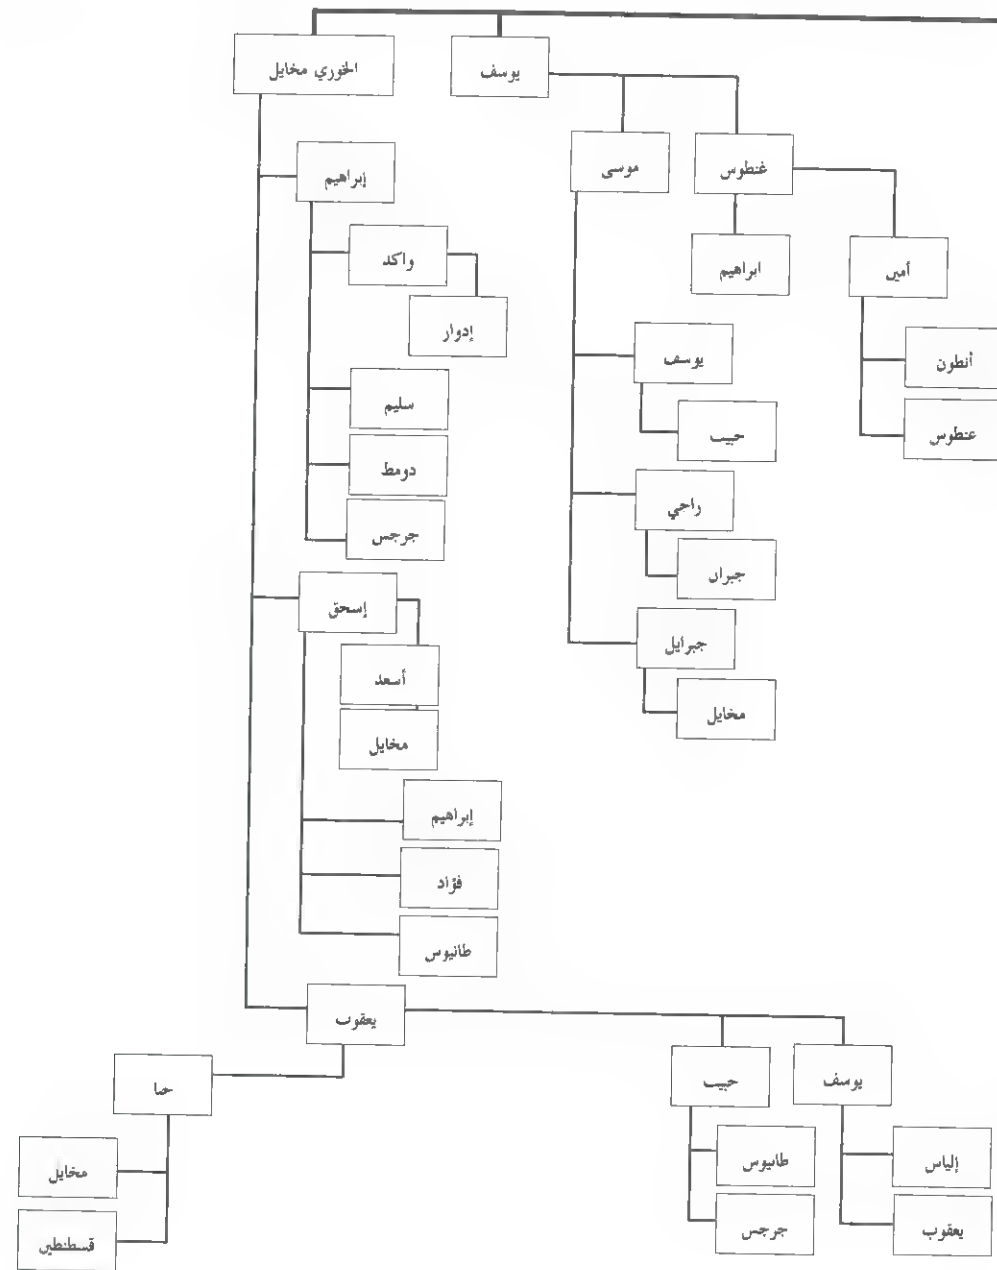 الخوري مخايل
يوسف
غنطوس
موسى
إبراهيم
أمين
ابراهيم
واكد
إدوار
أنطون
يوسف
سليم
غنطوس
حبيب
دومط
راجي
جرجس
جبران
إسحق
جبرايل
أسعد
مخايل
مخايل
إبراهيم
فؤاد
طانيوس
يعقوب
يوسف
حبيب
حنا
إلياس
طانيوس
مخايل
يعقوب
جرجس
قسطنطين